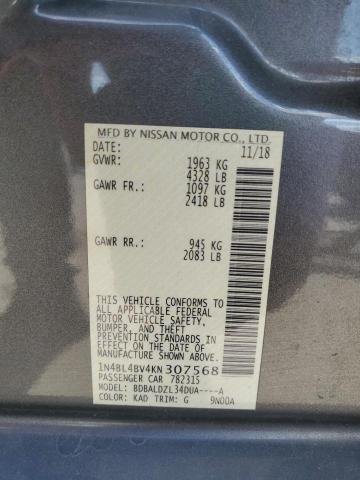 MFD BY NISSAN MOTOR CO., LTD.
DATE: 11/18
GVWR: 1963 KG
4328 LB
GAWR FR.: 1097 KG
2418 LB
GAWR RR.: 945 KG
2083 LB
THIS VEHICLE CONFORMS TO
ALL APPLICABLE FEDERAL
MOTOR VEHICLE SAFETY,
BUMPER, AND THEFT
PREVENTION STANDARDS IN
EFFECT ON THE DATE OF
MANUFACTURE SHOWN ABOVE.
1N4BL4BV4KN307568
PASSENGER CAR 782315
MODEL: BDBALDZL34DUA----A
COLOR: KAD TRIM: G 9N00A